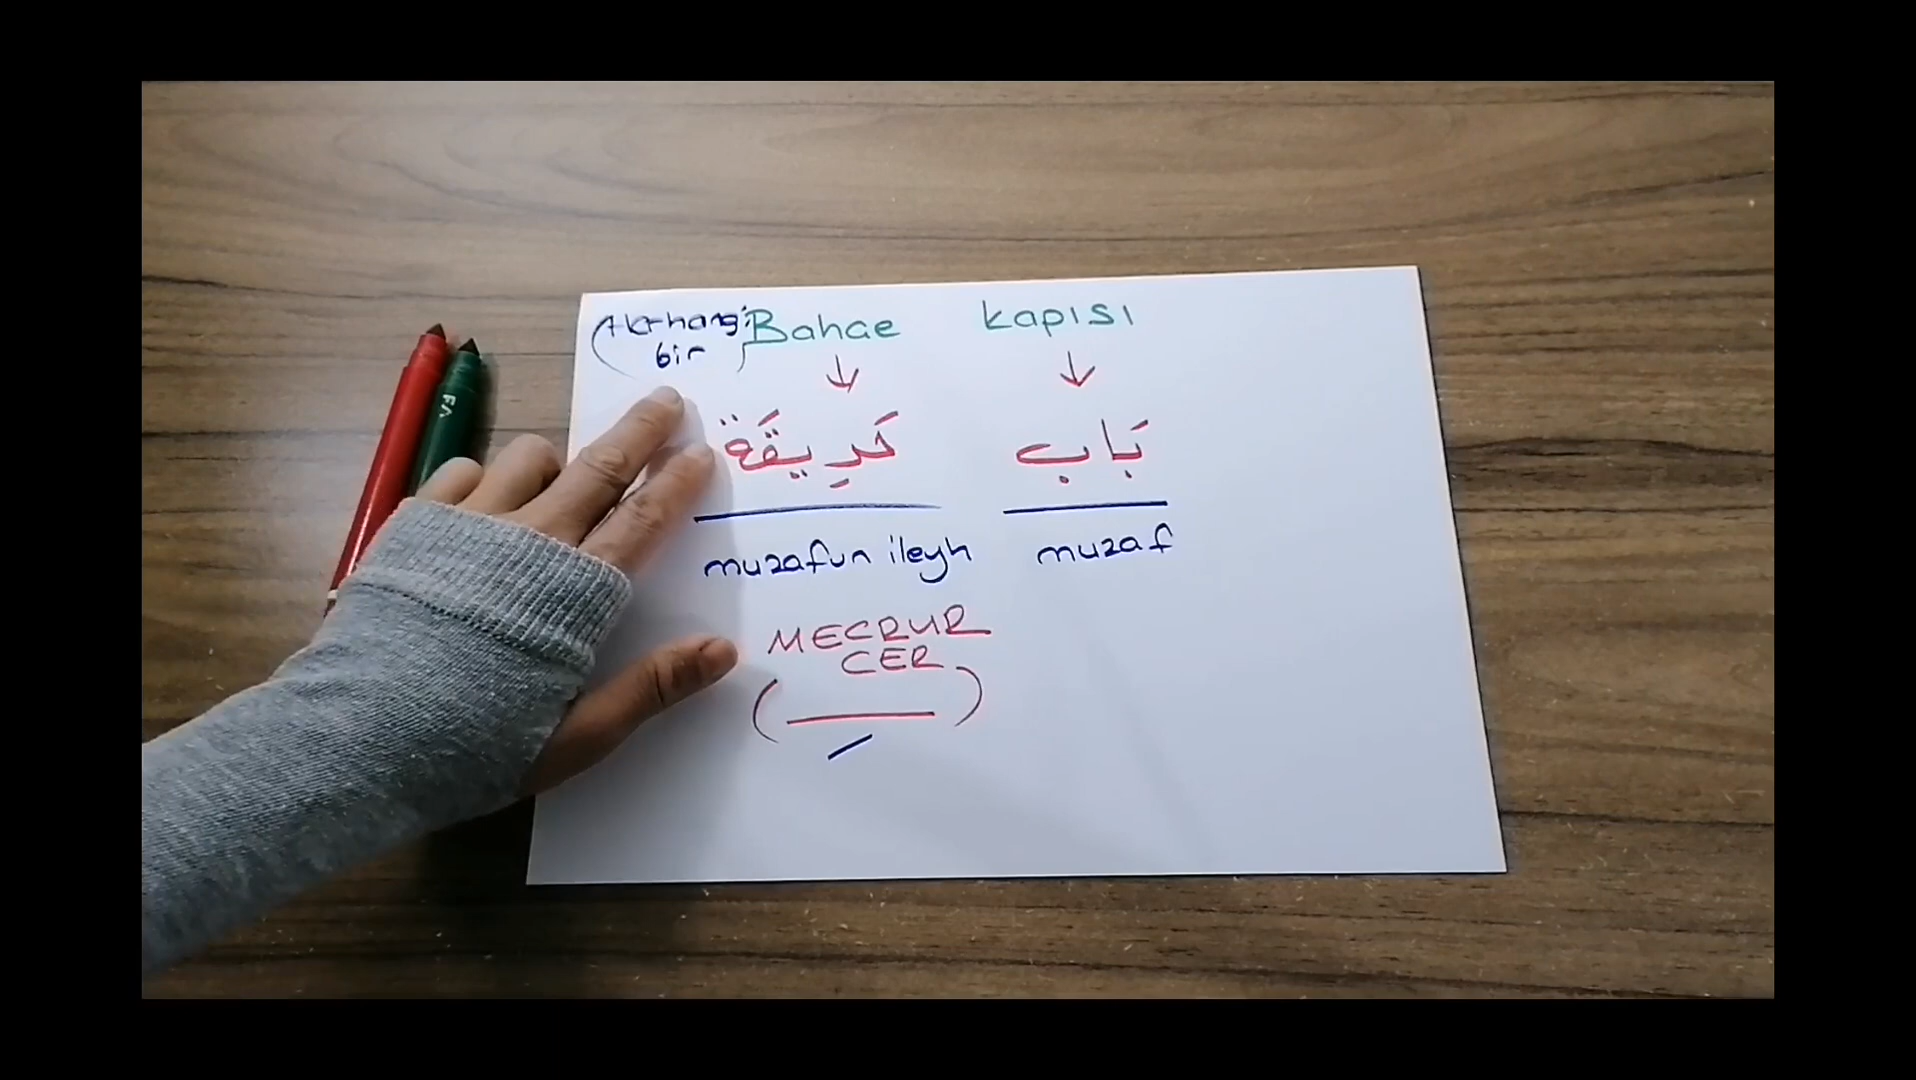 (Herhangi bir) Bahçe kapısı
بَاب حَدِيقَة
muzafun ileyh muzaf
MECRUR
CER